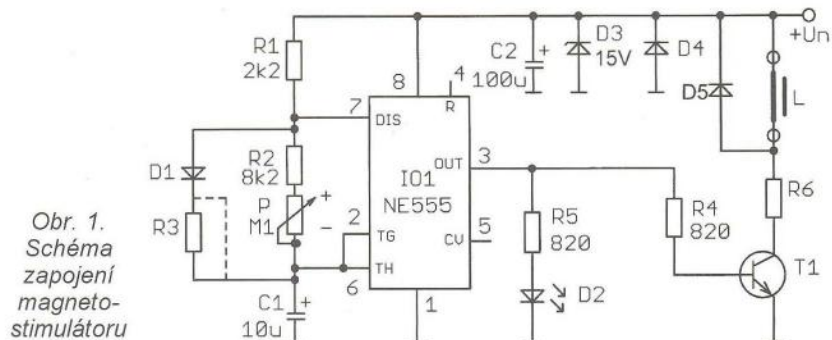 R1
2k2
C2
+
100u
D3
15V
D4
+Un
D5
L
8
4
R
7
DIS
D1
R2
8k2
P
M1
+
-
R3
2
TG
TH
6
IO1
NE555
OUT
3
CV
5
1
R5
820
R4
820
R6
T1
D2
C1
+
10u
Obr. 1.
Schéma
zapojení
magneto-
stimulátoru